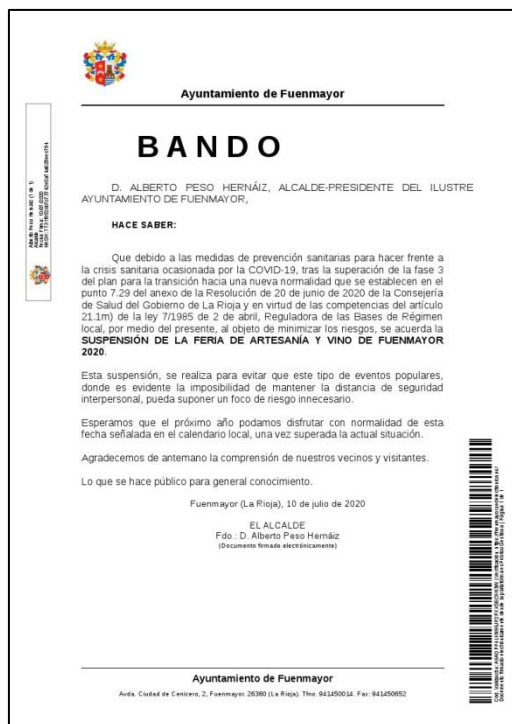 Ayuntamiento de Fuenmayor
BANDO
D. ALBERTO PESO HERNÁIZ, ALCALDE-PRESIDENTE DEL ILUSTRE
AYUNTAMIENTO DE FUENMAYOR,
HACE SABER:
Que debido a las medidas de prevención sanitarias para hacer frente a
la crisis sanitaria ocasionada por la COVID-19, tras la superación de la fase 3
del plan para la transición hacia una nueva normalidad que se establecen en el
punto 7.29 del anexo de la Resolución de 20 de junio de 2020 de la Consejería
de Salud del Gobierno de La Rioja y en virtud de las competencias del artículo
21.1m) de la ley 7/1985 de 2 de abril, Reguladora de las Bases de Régimen
local, por medio del presente, al objeto de minimizar los riesgos, se acuerda la
SUSPENSIÓN DE LA FERIA DE ARTESANÍA Y VINO DE FUENMAYOR
2020.
Esta suspensión, se realiza para evitar que este tipo de eventos populares,
donde es evidente la imposibilidad de mantener la distancia de seguridad
interpersonal, pueda suponer un foco de riesgo innecesario.
Esperamos que el próximo año podamos disfrutar con normalidad de esta
fecha señalada en el calendario local, una vez superada la actual situación.
Agradecemos de antemano la comprensión de nuestros vecinos y visitantes.
Lo que se hace público para general conocimiento.
Fuenmayor (La Rioja), 10 de julio de 2020
EL ALCALDE
Fdo.: D. Alberto Peso Hernáiz
(Documento firmado electrónicamente)
Ayuntamiento de Fuenmayor
Avda. Ciudad de Cenicero, 2, Fuenmayor. 26360 (La Rioja). Tfno. 941450014. Fax: 941450652
Alberto Peso Hernáiz (1 de 1)
Alcalde